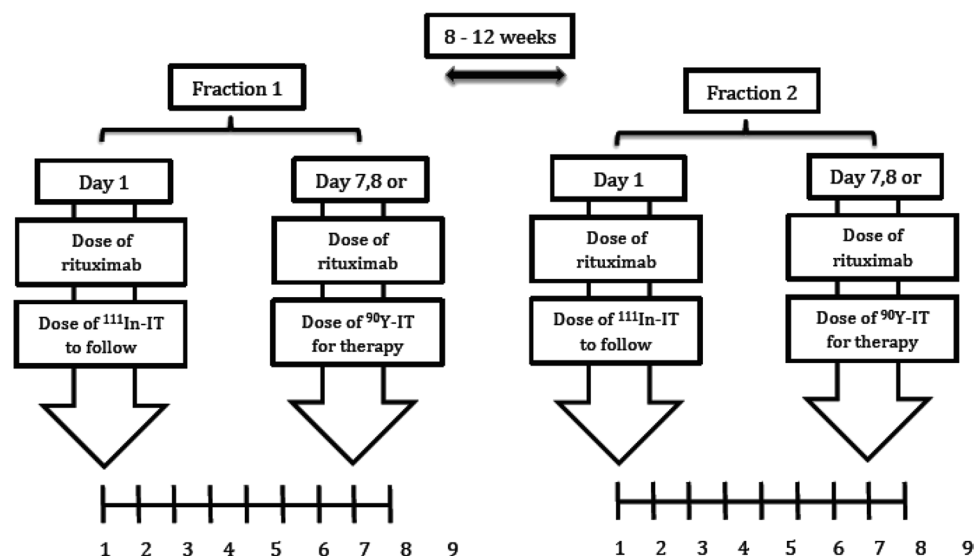 8 - 12 weeks
Fraction 1
Fraction 2
Day 1
Day 7,8 or
Day 1
Day 7,8 or
Dose of
rituximab
Dose of
rituximab
Dose of
rituximab
Dose of
rituximab
Dose of ¹¹¹In-IT
to follow
Dose of ⁹⁰Y-IT
for therapy
Dose of ¹¹¹In-IT
to follow
Dose of ⁹⁰Y-IT
for therapy
1 2 3 4 5 6 7 8 9
1 2 3 4 5 6 7 8 9